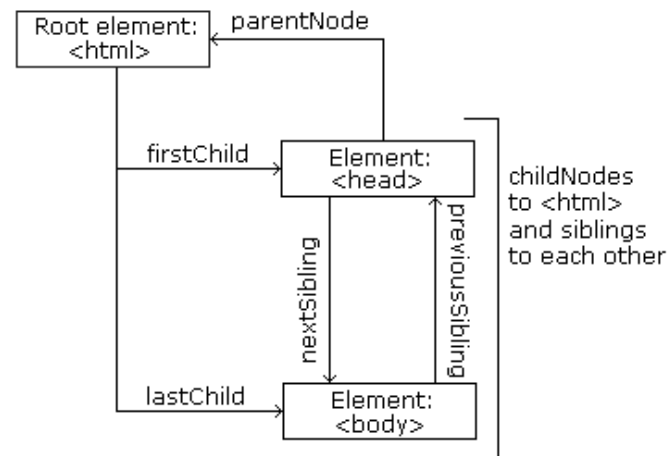 Root element:
<html>
parentNode
firstChild
Element:
<head>
childNodes
to <html>
and siblings
to each other
nextSibling
previousSibling
lastChild
Element:
<body>